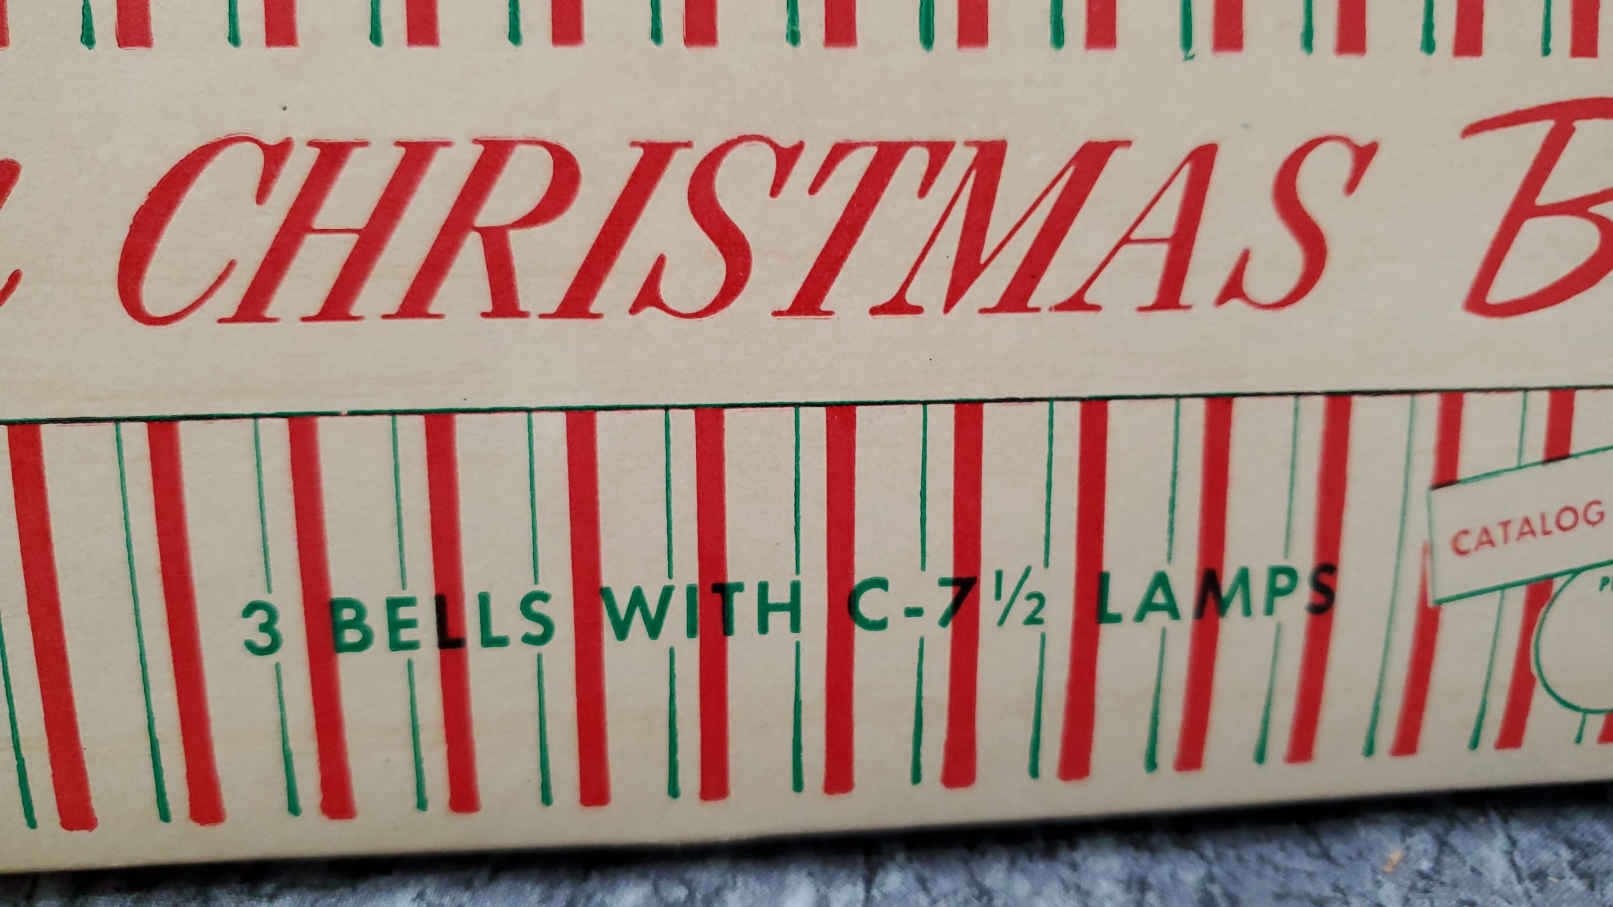 CHRISTMAS
3 BELLS WITH C-7½ LAMPS
CATALOG